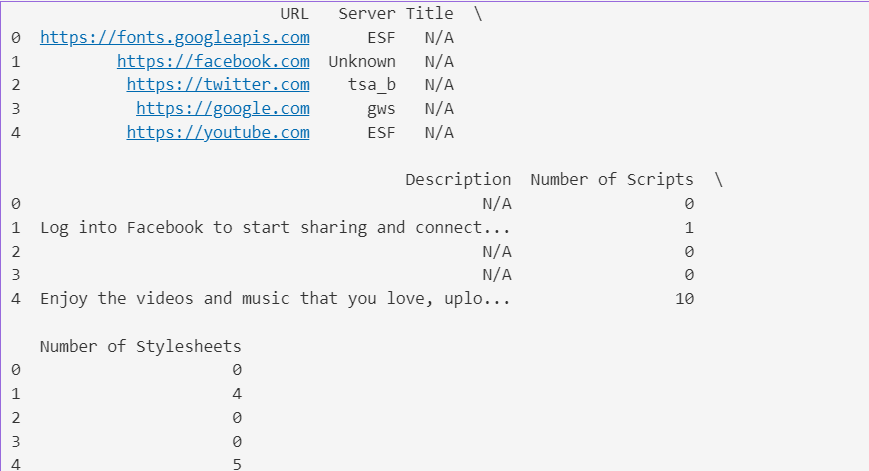 URL Server Title \
0 https://fonts.googleapis.com ESF N/A
1 https://facebook.com Unknown N/A
2 https://twitter.com tsa_b N/A
3 https://google.com gws N/A
4 https://youtube.com ESF N/A
Description Number of Scripts \
0 N/A 0
1 Log into Facebook to start sharing and connect... 1
2 N/A 0
3 N/A 0
4 Enjoy the videos and music that you love, uplo... 10
Number of Stylesheets
0 0
1 4
2 0
3 0
4 5